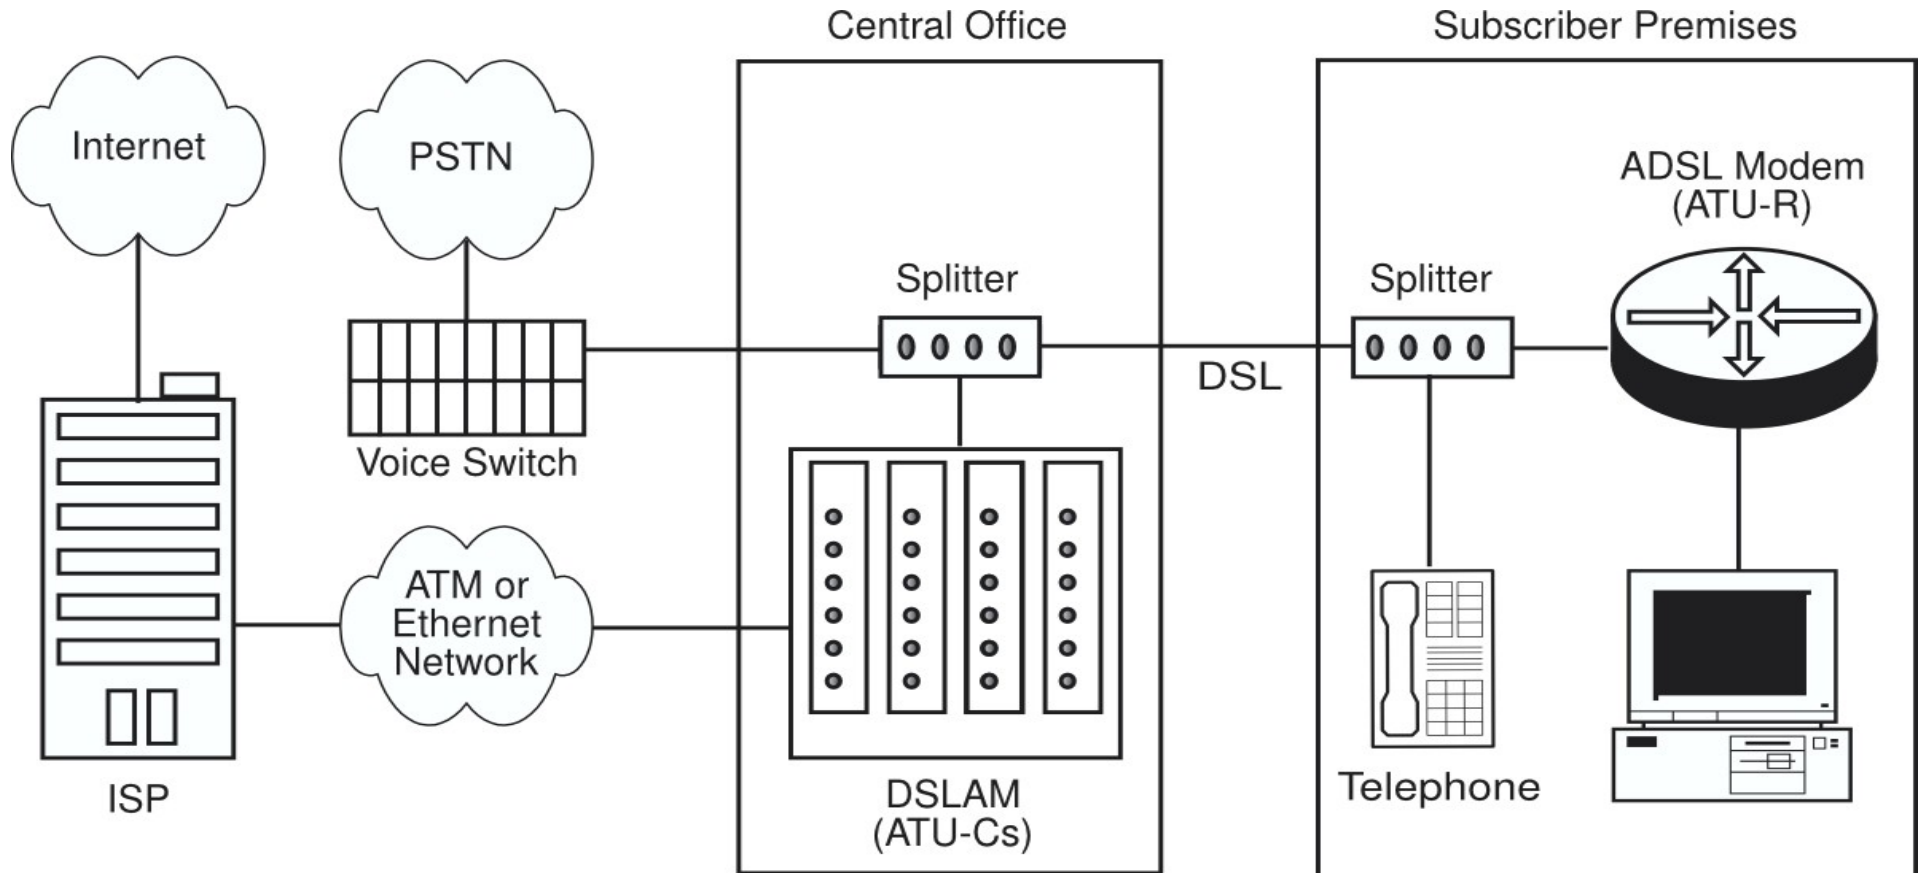 Central Office
Subscriber Premises
Internet
PSTN
ADSL Modem
(ATU-R)
Splitter
Splitter
DSL
Voice Switch
ATM or
Ethernet
Network
ISP
DSLAM
(ATU-Cs)
Telephone